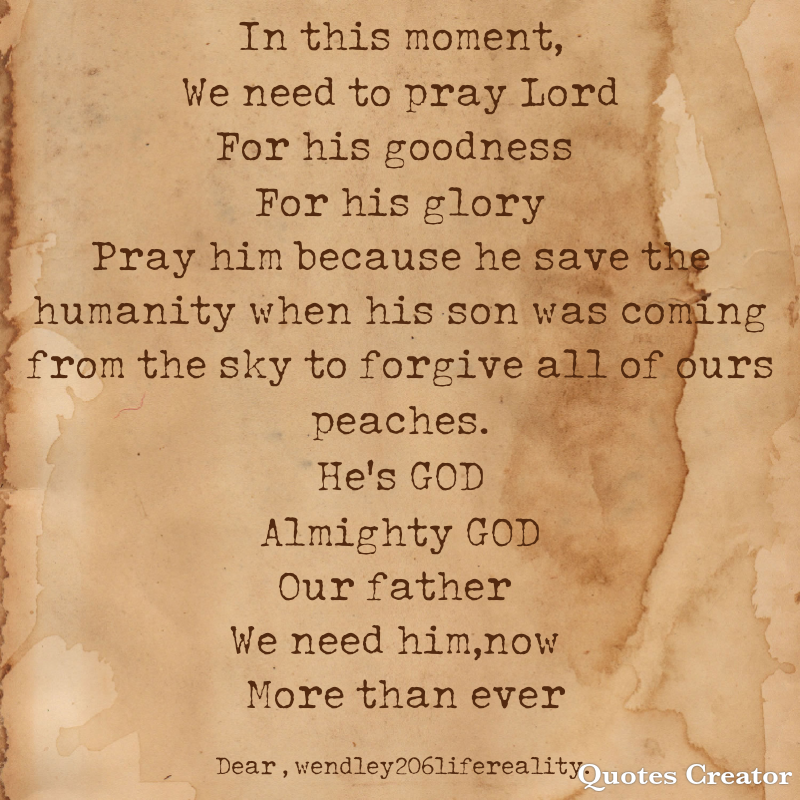 In this moment,
We need to pray Lord
For his goodness
For his glory
Pray him because he save the
humanity when his son was coming
from the sky to forgive all of ours
peaches.
He's GOD
Almighty GOD
Our father
We need him,now
More than ever
Dear ,wendley206lifereality.
Quotes Creator